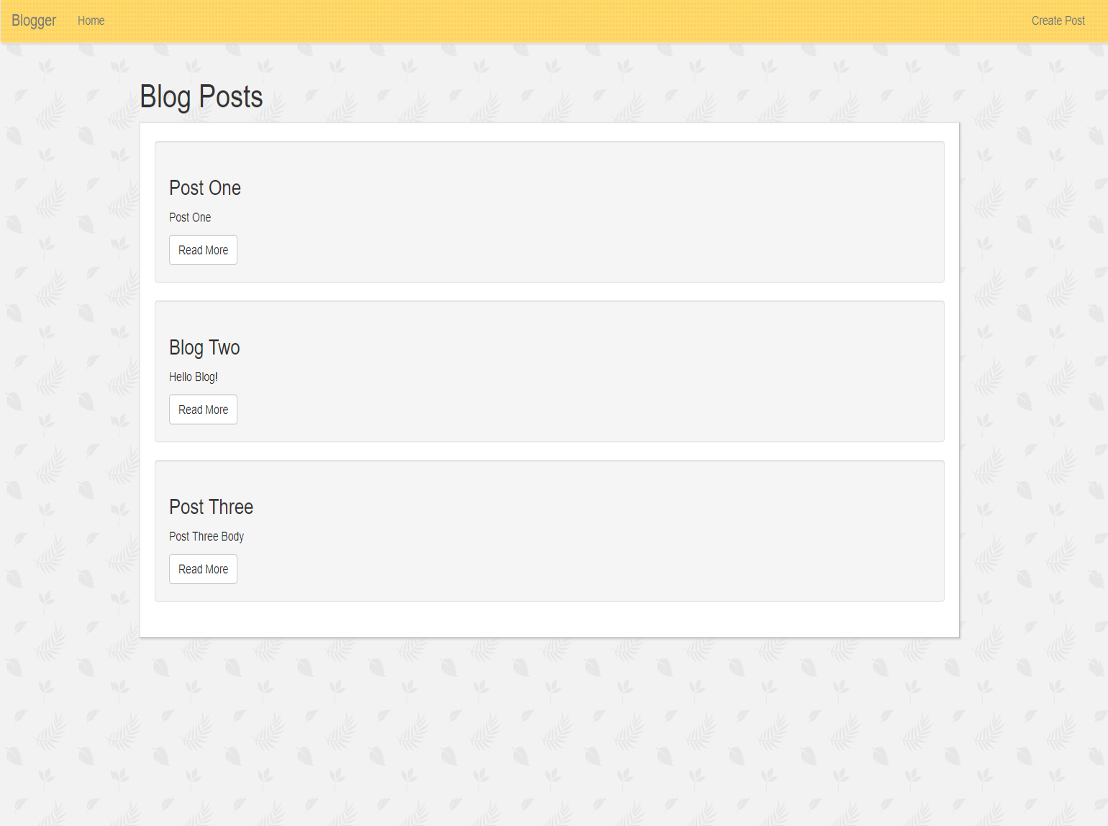 Blogger Home Create Post
Blog Posts
Post One
Post One
Read More
Blog Two
Hello Blog!
Read More
Post Three
Post Three Body
Read More